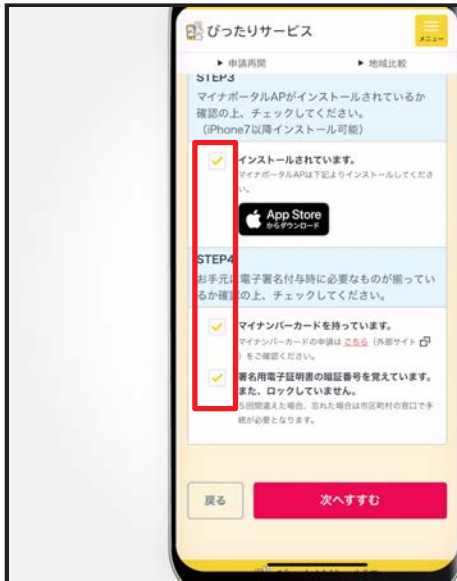 ぴったりサービス
メニュー
▶ 申請再開
▶ 地域比較
STEP3
マイナポータルAPがインストールされているか
確認の上、チェックしてください。
（iPhone7以降インストール可能）
インストールされています。
マイナポータルAPは下記よりインストールしてくださ
い。
App Store
からダウンロード
STEP4
お手元に電子署名付与時に必要なものが揃ってい
るか確認の上、チェックしてください。
マイナンバーカードを持っています。
マイナンバーカードの申請は こちら（外部サイト
）をご確認ください。
署名用電子証明書の暗証番号を覚えています。
また、ロックしていません。
5回間違えた場合、忘れた場合は市区町村の窓口で手
続が必要となります。
戻る
次へすすむ